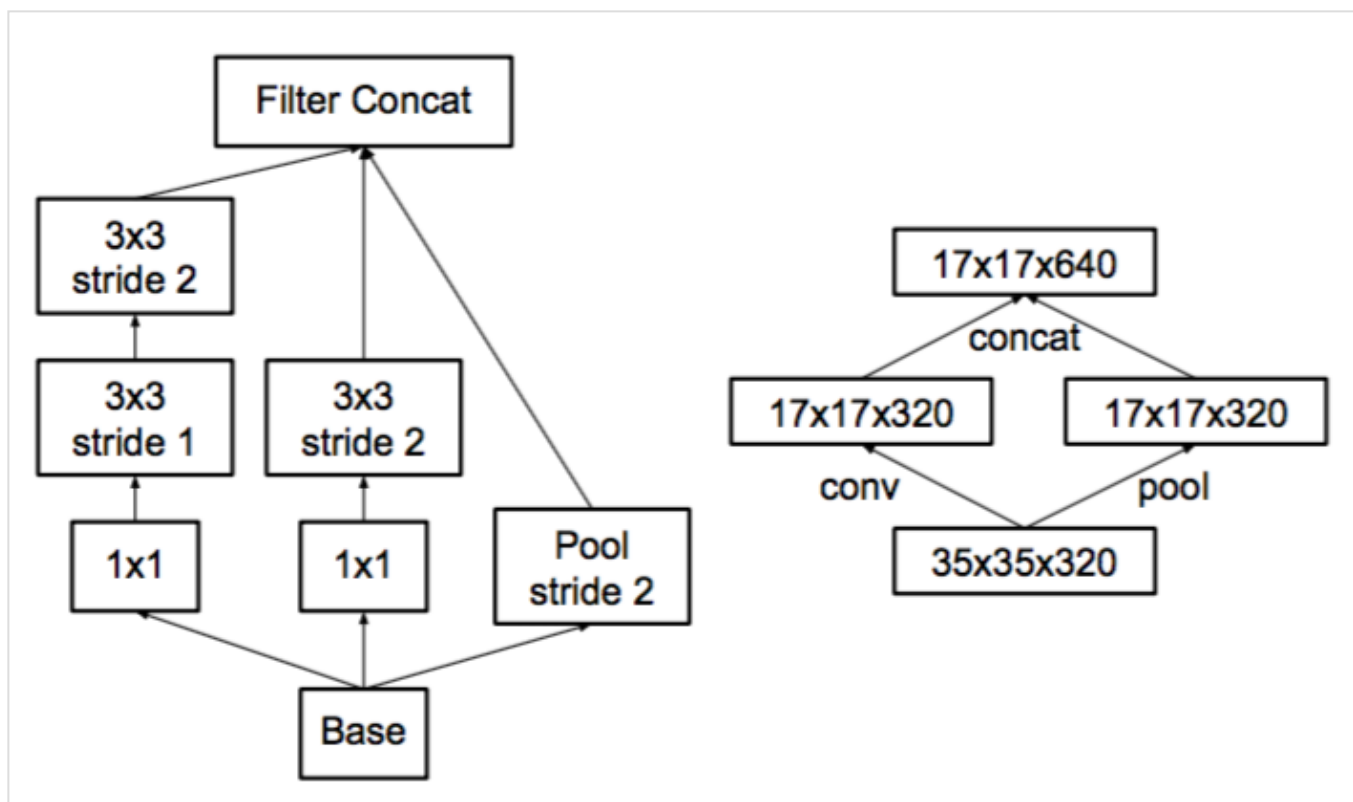 Filter Concat
3x3
stride 2
3x3
stride 1
3x3
stride 2
1x1
1x1
Pool
stride 2
Base
17x17x640
concat
17x17x320
17x17x320
conv
pool
35x35x320